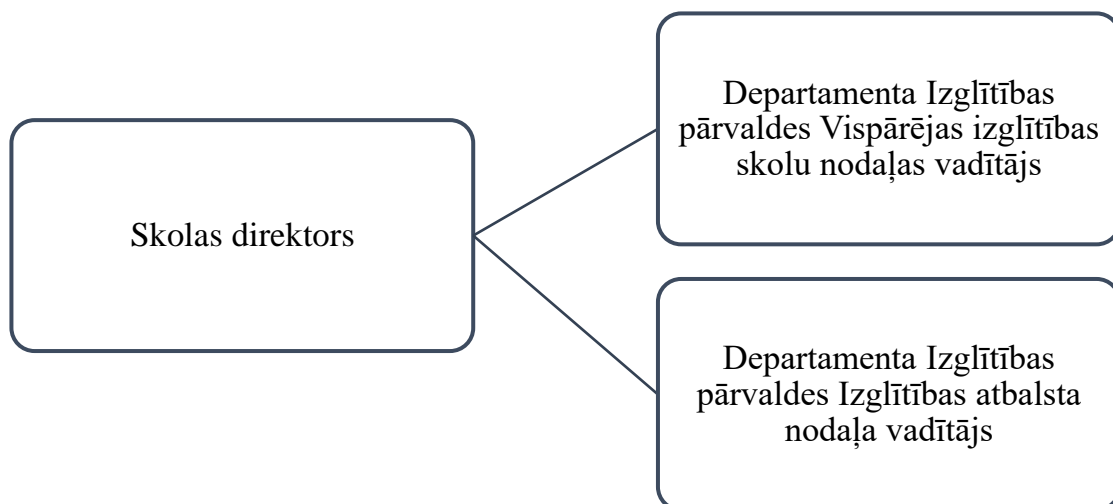 Skolas direktors
Departamenta Izglītības
pārvaldes Vispārējas izglītības
skolu nodaļas vadītājs
Departamenta Izglītības
pārvaldes Izglītības atbalsta
nodaļa vadītājs